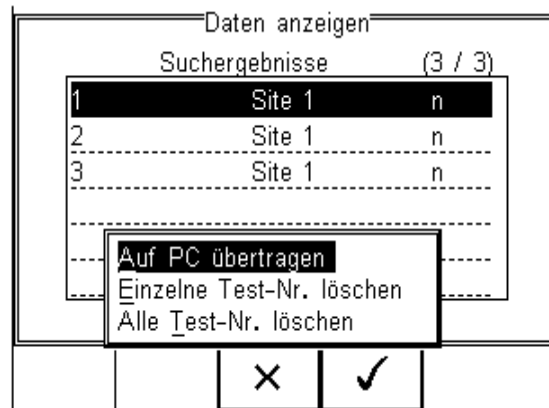 Daten anzeigen
Suchergebnisse (3 / 3)
1 Site 1 n
2 Site 1 n
3 Site 1 n
Auf PC übertragen
Einzelne Test-Nr. löschen
Alle Test-Nr. löschen